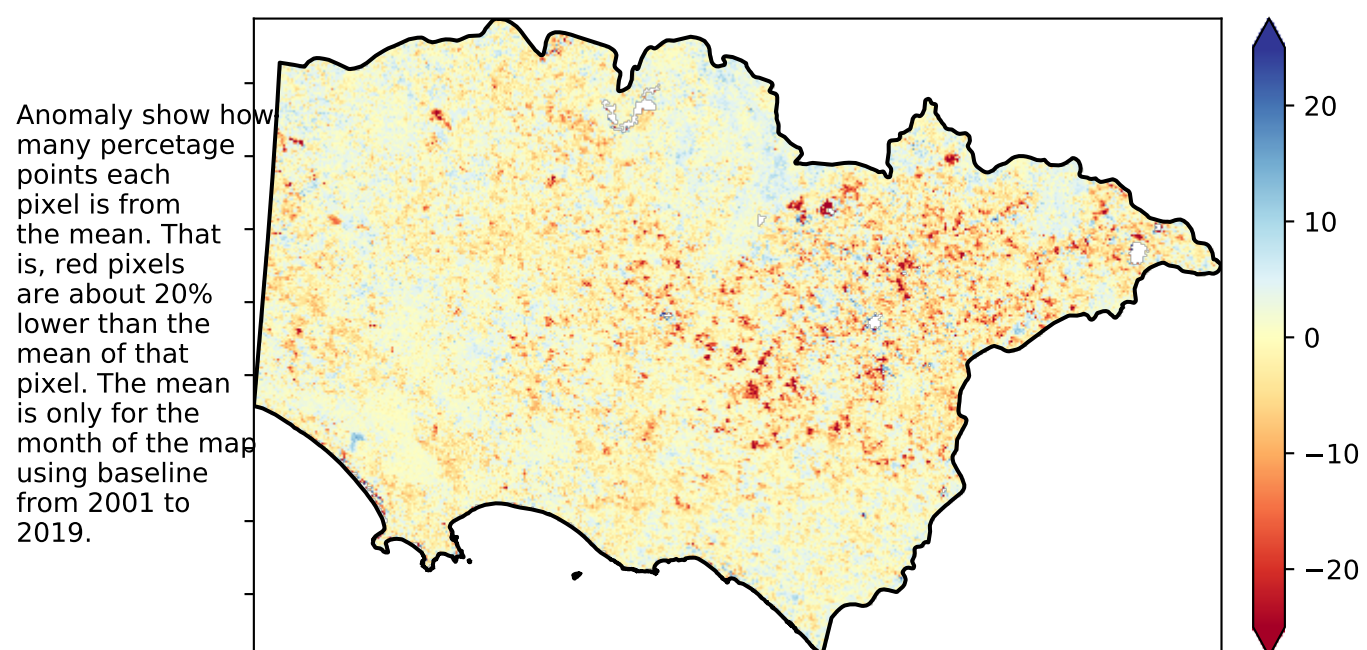 Anomaly show how
many percetage
points each
pixel is from
the mean. That
is, red pixels
are about 20%
lower than the
mean of that
pixel. The mean
is only for the
month of the map
using baseline
from 2001 to
2019.
20
10
0
−10
−20